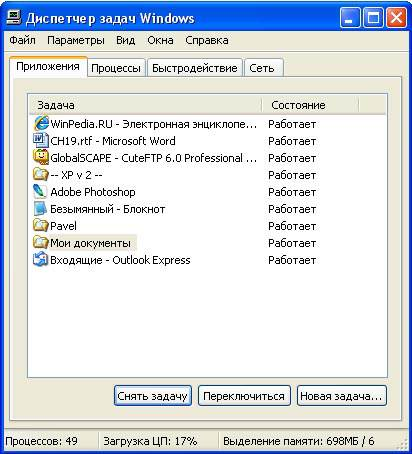 Диспетчер задач Windows
Файл Параметры Вид Окна Справка
Приложения Процессы Быстродействие Сеть
Задача Состояние
WinPedia.RU - Электронная энциклопе... Работает
CH19.rtf - Microsoft Word Работает
GlobalSCAPE - CuteFTP 6.0 Professional ... Работает
-- XP v 2 -- Работает
Adobe Photoshop Работает
Безымянный - Блокнот Работает
Pavel Работает
Мои документы Работает
Входящие - Outlook Express Работает
Снять задачу Переключиться Новая задача...
Процессов: 49 Загрузка ЦП: 17% Выделение памяти: 698МБ / 6